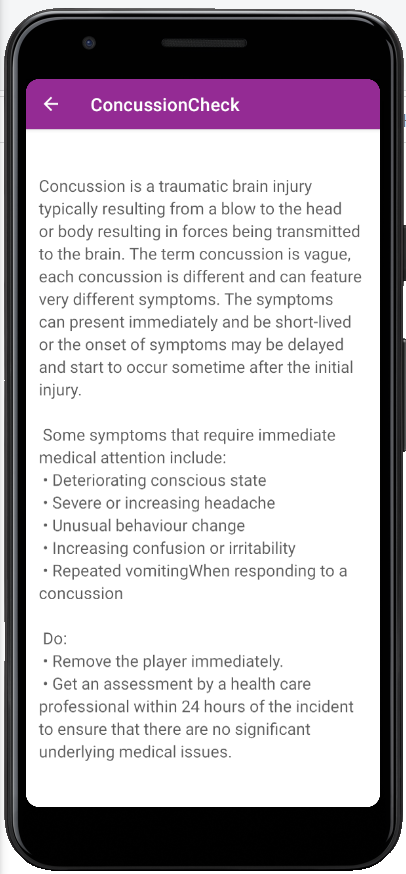 ConcussionCheck
Concussion is a traumatic brain injury
typically resulting from a blow to the head
or body resulting in forces being transmitted
to the brain. The term concussion is vague,
each concussion is different and can feature
very different symptoms. The symptoms
can present immediately and be short-lived
or the onset of symptoms may be delayed
and start to occur sometime after the initial
injury.
Some symptoms that require immediate
medical attention include:
• Deteriorating conscious state
• Severe or increasing headache
• Unusual behaviour change
• Increasing confusion or irritability
• Repeated vomitingWhen responding to a
concussion
Do:
• Remove the player immediately.
• Get an assessment by a health care
professional within 24 hours of the incident
to ensure that there are no significant
underlying medical issues.